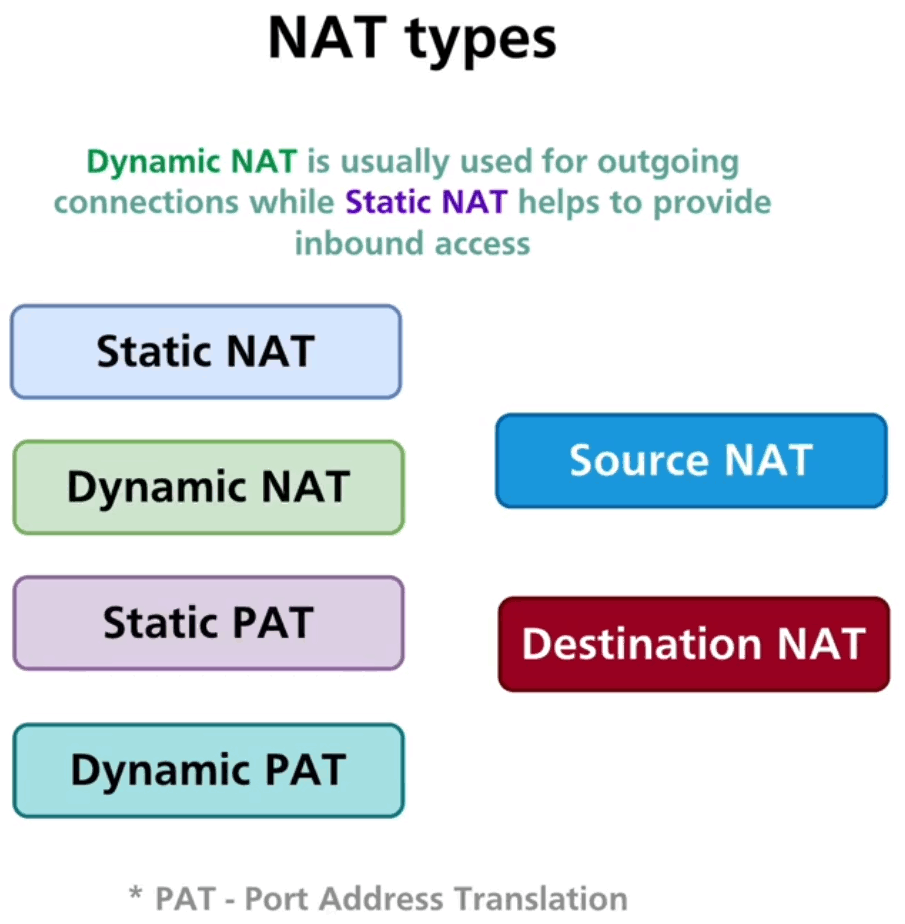 NAT types
Dynamic NAT is usually used for outgoing
connections while Static NAT helps to provide
inbound access
Static NAT
Dynamic NAT
Static PAT
Dynamic PAT
Source NAT
Destination NAT
* PAT - Port Address Translation